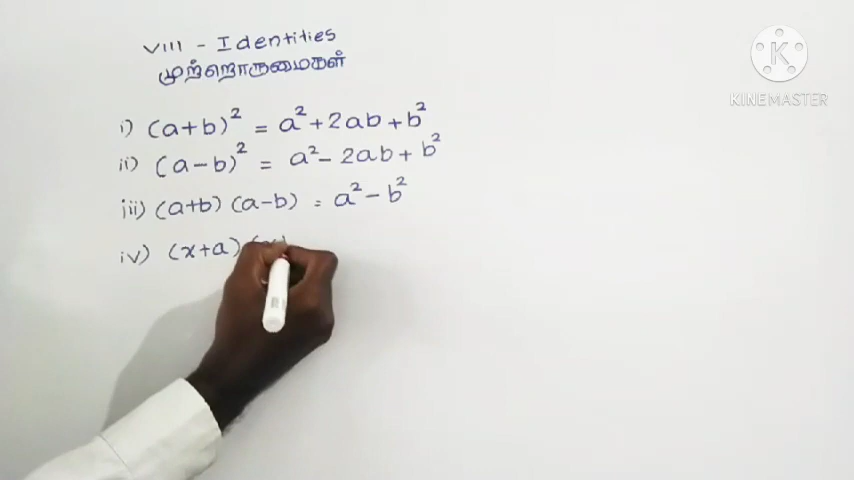 VIII - Identities
முற்றொருமைகள்
i) (a+b)² = a² + 2ab + b²
ii) (a-b)² = a² - 2ab + b²
iii) (a+b) (a-b) = a² - b²
iv) (x+a) (x
K
KINEMASTER